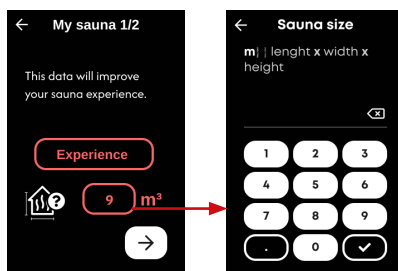 My sauna 1/2
This data will improve
your sauna experience.
Experience
?
9 m³
Sauna size
m¦¦ lenght x width x
height
1 2 3
4 5 6
7 8 9
. 0